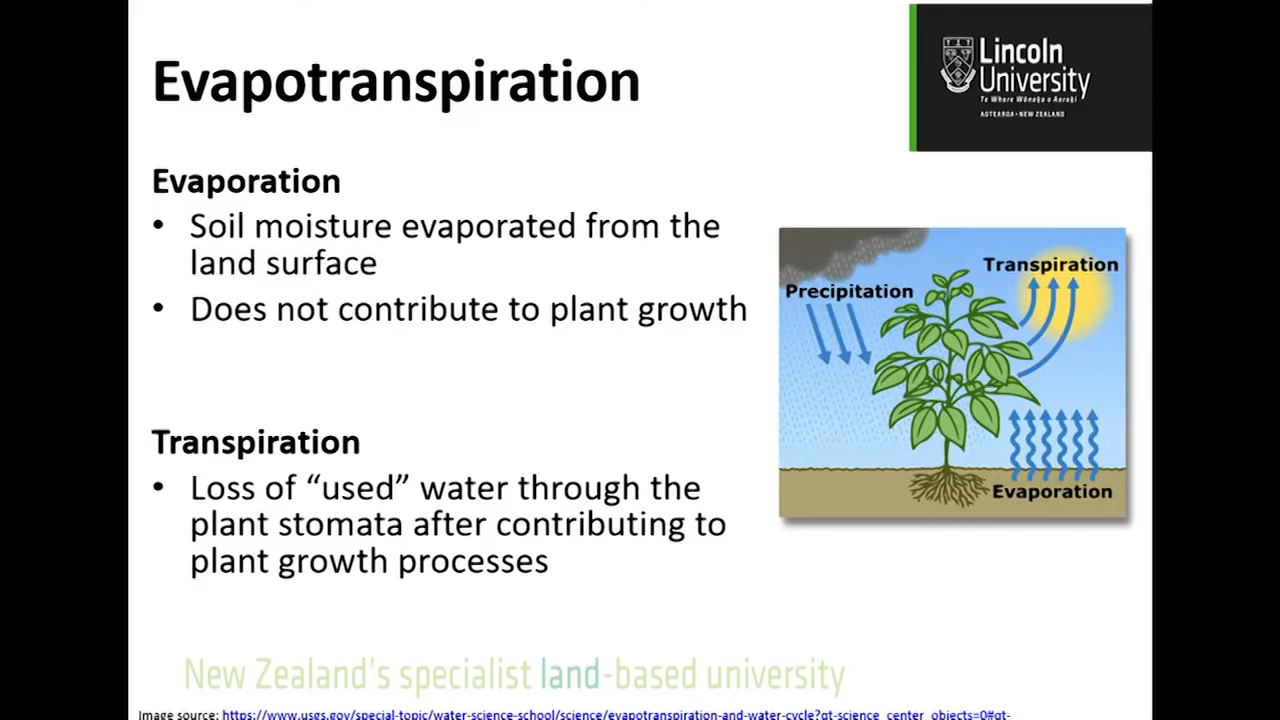 Evapotranspiration
Lincoln
University
Te Whare Wānaka o Aoraki
AOTEAROA • NEW ZEALAND
Evaporation
• Soil moisture evaporated from the
land surface
• Does not contribute to plant growth
Transpiration
• Loss of “used” water through the
plant stomata after contributing to
plant growth processes
Precipitation
Transpiration
Evaporation
New Zealand's specialist land-based university
Image source: https://www.usgs.gov/special-topic/water-science-school/science/evapotranspiration-and-water-cycle?qt-science_center_objects=0#qt-